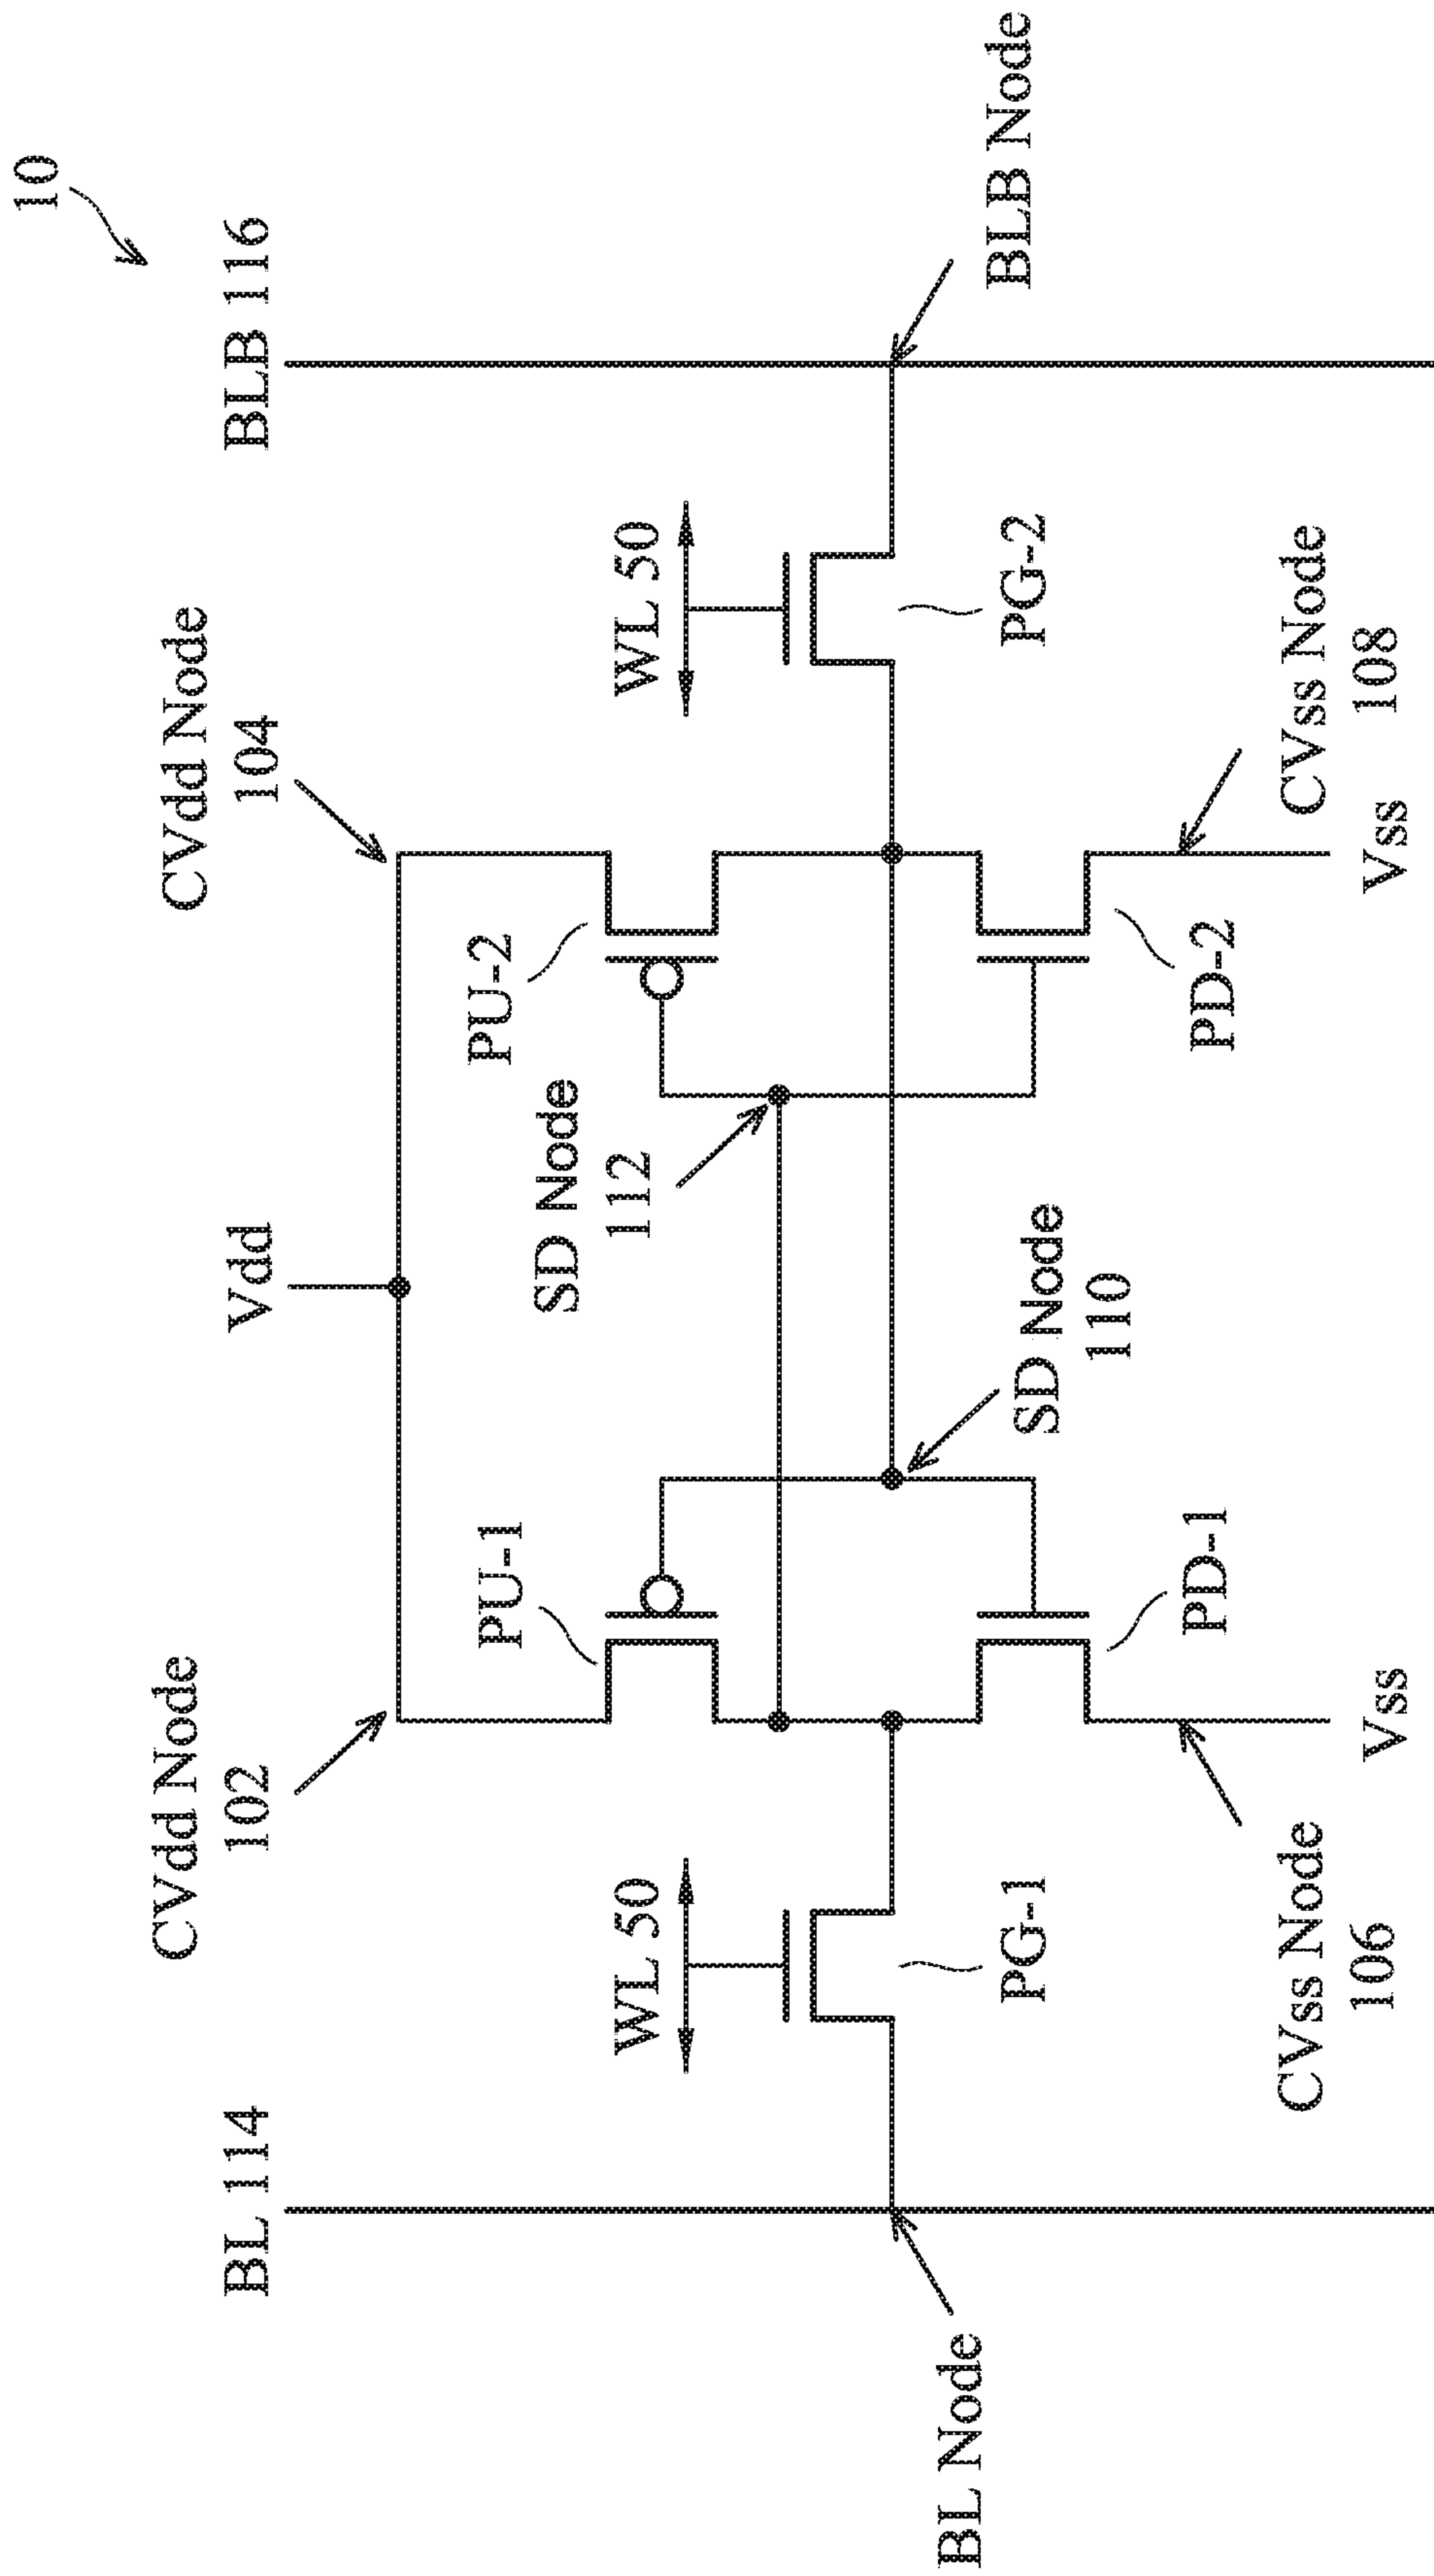 10
BL 114
CVdd Node
102
Vdd
CVdd Node
104
BLB 116
PU-1
PU-2
SD Node
112
WL 50
WL 50
BL Node
PG-1
SD Node
110
PG-2
BLB Node
PD-1
PD-2
CVss Node
106
Vss
Vss
CVss Node
108